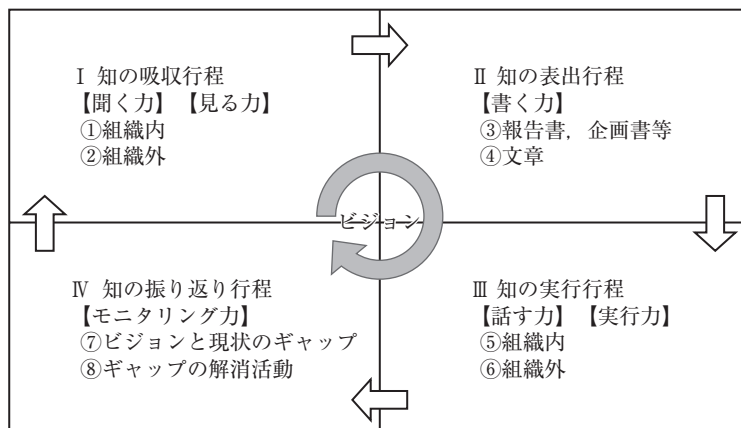 Ⅰ 知の吸収行程
【聞く力】【見る力】
①組織内
②組織外
Ⅱ 知の表出行程
【書く力】
③報告書，企画書等
④文章
ビジョン
Ⅳ 知の振り返り行程
【モニタリング力】
⑦ビジョンと現状のギャップ
⑧ギャップの解消活動
Ⅲ 知の実行行程
【話す力】【実行力】
⑤組織内
⑥組織外